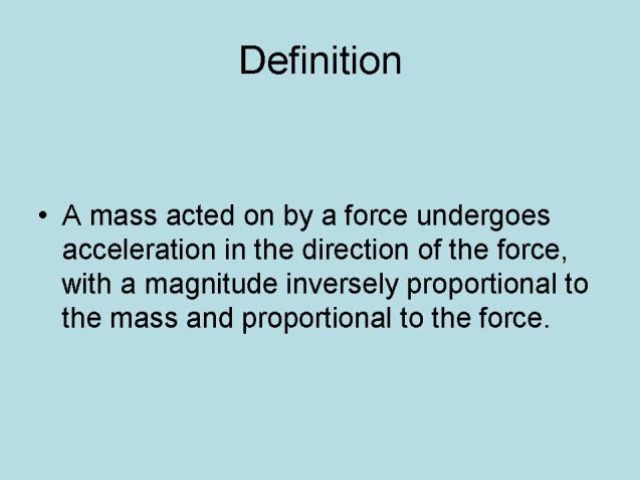 Definition
• A mass acted on by a force undergoes
acceleration in the direction of the force,
with a magnitude inversely proportional to
the mass and proportional to the force.